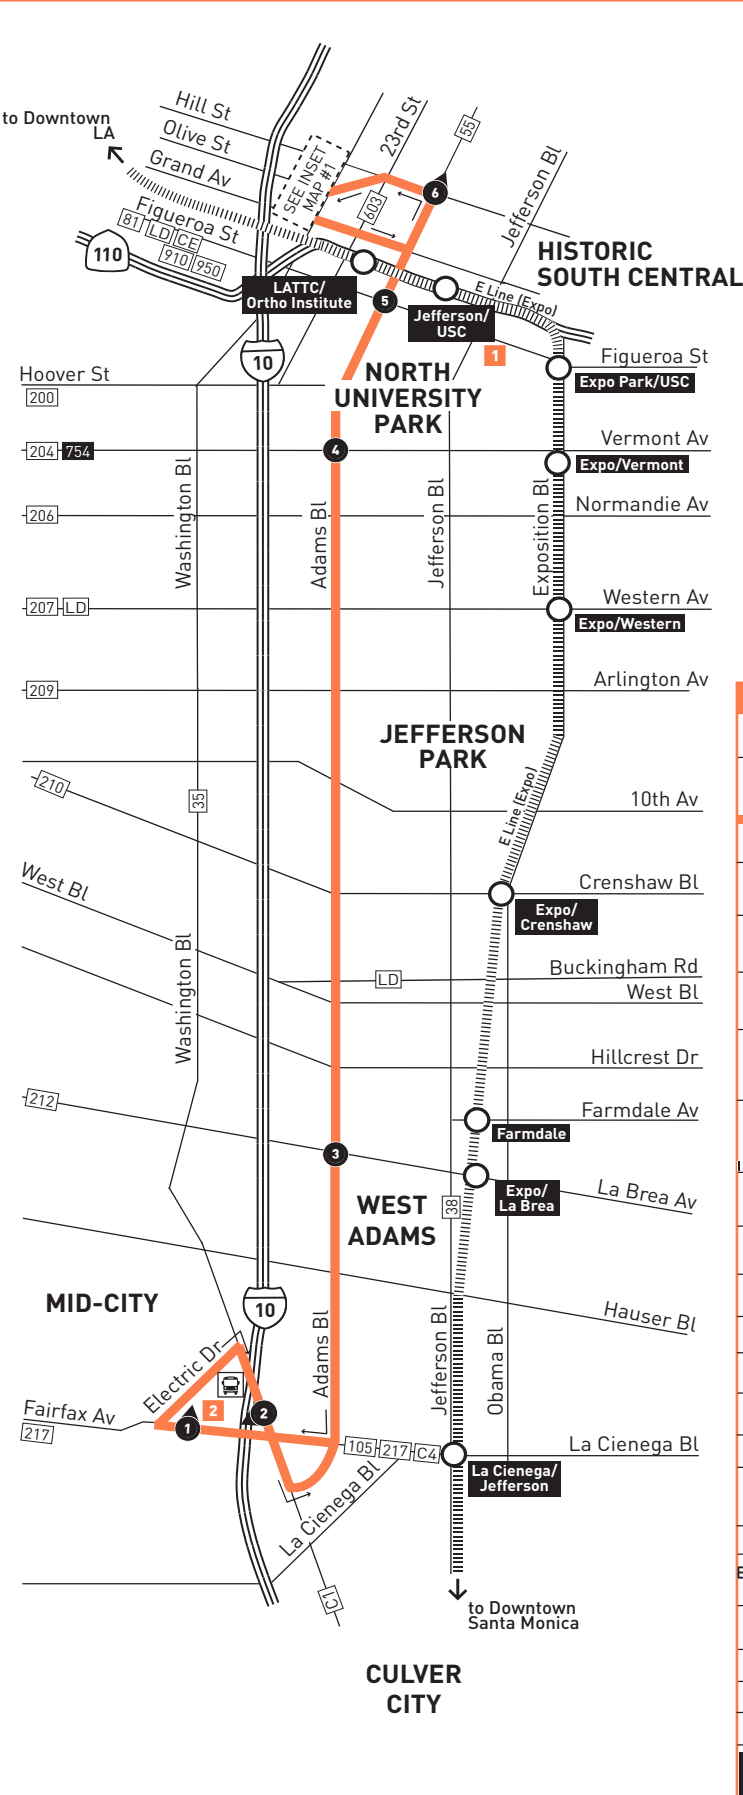 Hill St
to Downtown
LA
Olive St
Grand Av
SEE INSET
MAP #1
23rd St
55
Jefferson Bl
6
603
Figueroa St
81 LD CE
910 950
110
HISTORIC
SOUTH CENTRAL
LATTC/
Ortho Institute
E Line (Expo)
5
Jefferson/
USC
1
10
Figueroa St
Hoover St
200
NORTH
UNIVERSITY
PARK
Expo Park/USC
204 754
4
Vermont Av
Expo/Vermont
Washington Bl
Adams Bl
Jefferson Bl
Exposition Bl
206
Normandie Av
207 LD
Western Av
Expo/Western
209
Arlington Av
JEFFERSON
PARK
210
35
10th Av
E Line (Expo)
West Bl
Crenshaw Bl
Expo/
Crenshaw
Washington Bl
LD
Buckingham Rd
West Bl
Hillcrest Dr
212
Farmdale Av
Farmdale
3
WEST
ADAMS
38
Expo/
La Brea
La Brea Av
MID-CITY
10
Hauser Bl
Adams Bl
Jefferson Bl
Obama Bl
Electric Dr
Fairfax Av
217
1
2
2
105 217 C4
La Cienega Bl
La Cienega/
Jefferson
La Cienega Bl
C1
to Downtown
Santa Monica
CULVER
CITY